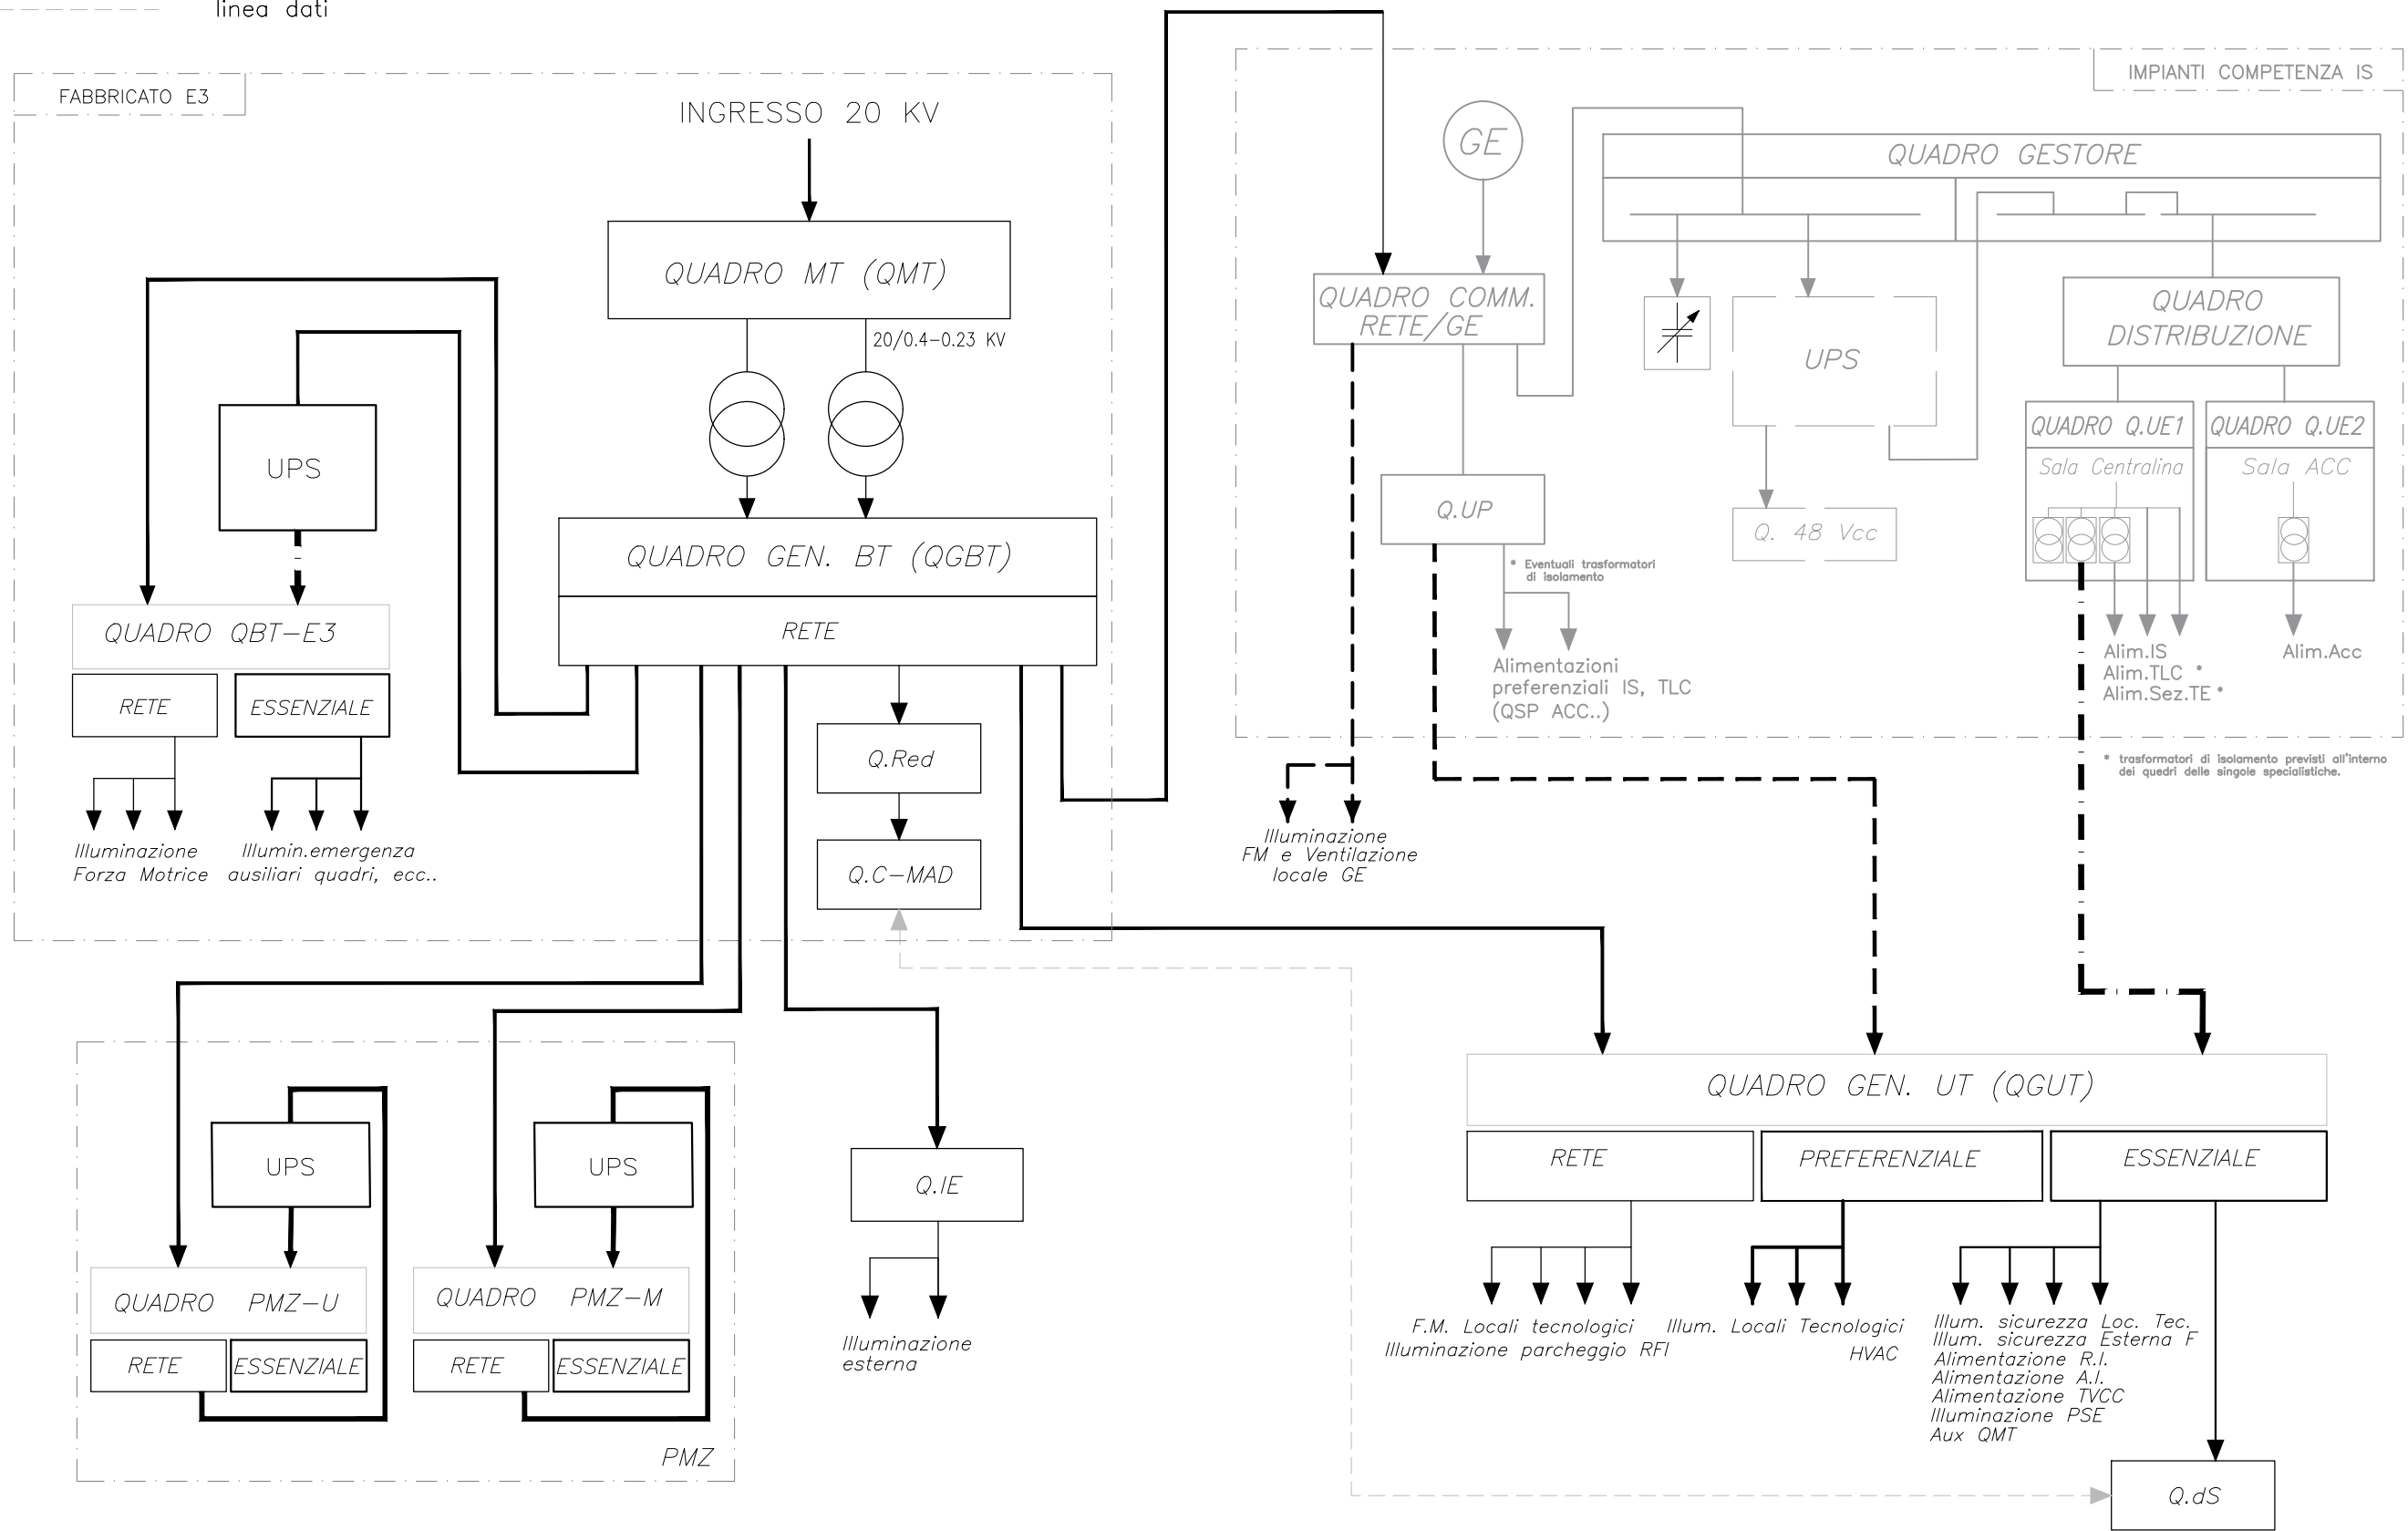 linea dati
FABBRICATO E3
INGRESSO 20 KV
QUADRO MT (QMT)
20/0.4-0.23 KV
UPS
QUADRO GEN. BT (QGBT)
RETE
QUADRO QBT-E3
RETE
ESSENZIALE
Illuminazione
Forza Motrice
Illumin.emergenza
ausiliari quadri, ecc..
Q.Red
Q.C-MAD
IMPIANTI COMPETENZA IS
GE
QUADRO GESTORE
QUADRO COMM.
RETE/GE
UPS
QUADRO
DISTRIBUZIONE
QUADRO Q.UE1
Sala Centralina
QUADRO Q.UE2
Sala ACC
Q.UP
Q. 48 Vcc
* Eventuali trasformatori
di isolamento
Alimentazioni
preferenziali IS, TLC
(QSP ACC..)
Alim.IS
Alim.TLC *
Alim.Sez.TE *
Alim.Acc
* trasformatori di isolamento previsti all'interno
dei quedri delle singole specialistiche.
Illuminazione
FM e Ventilazione
locale GE
UPS
QUADRO PMZ-U
RETE
ESSENZIALE
UPS
QUADRO PMZ-M
RETE
ESSENZIALE
PMZ
Q.IE
Illuminazione
esterna
QUADRO GEN. UT (QGUT)
RETE
PREFERENZIALE
ESSENZIALE
F.M. Locali tecnologici
Illuminazione parcheggio RFI
Illum. Locali Tecnologici
HVAC
Illum. sicurezza Loc. Tec.
Illum. sicurezza Esterna F
Alimentazione R.I.
Alimentazione A.I.
Alimentazione TVCC
Illuminazione PSE
Aux QMT
Q.dS